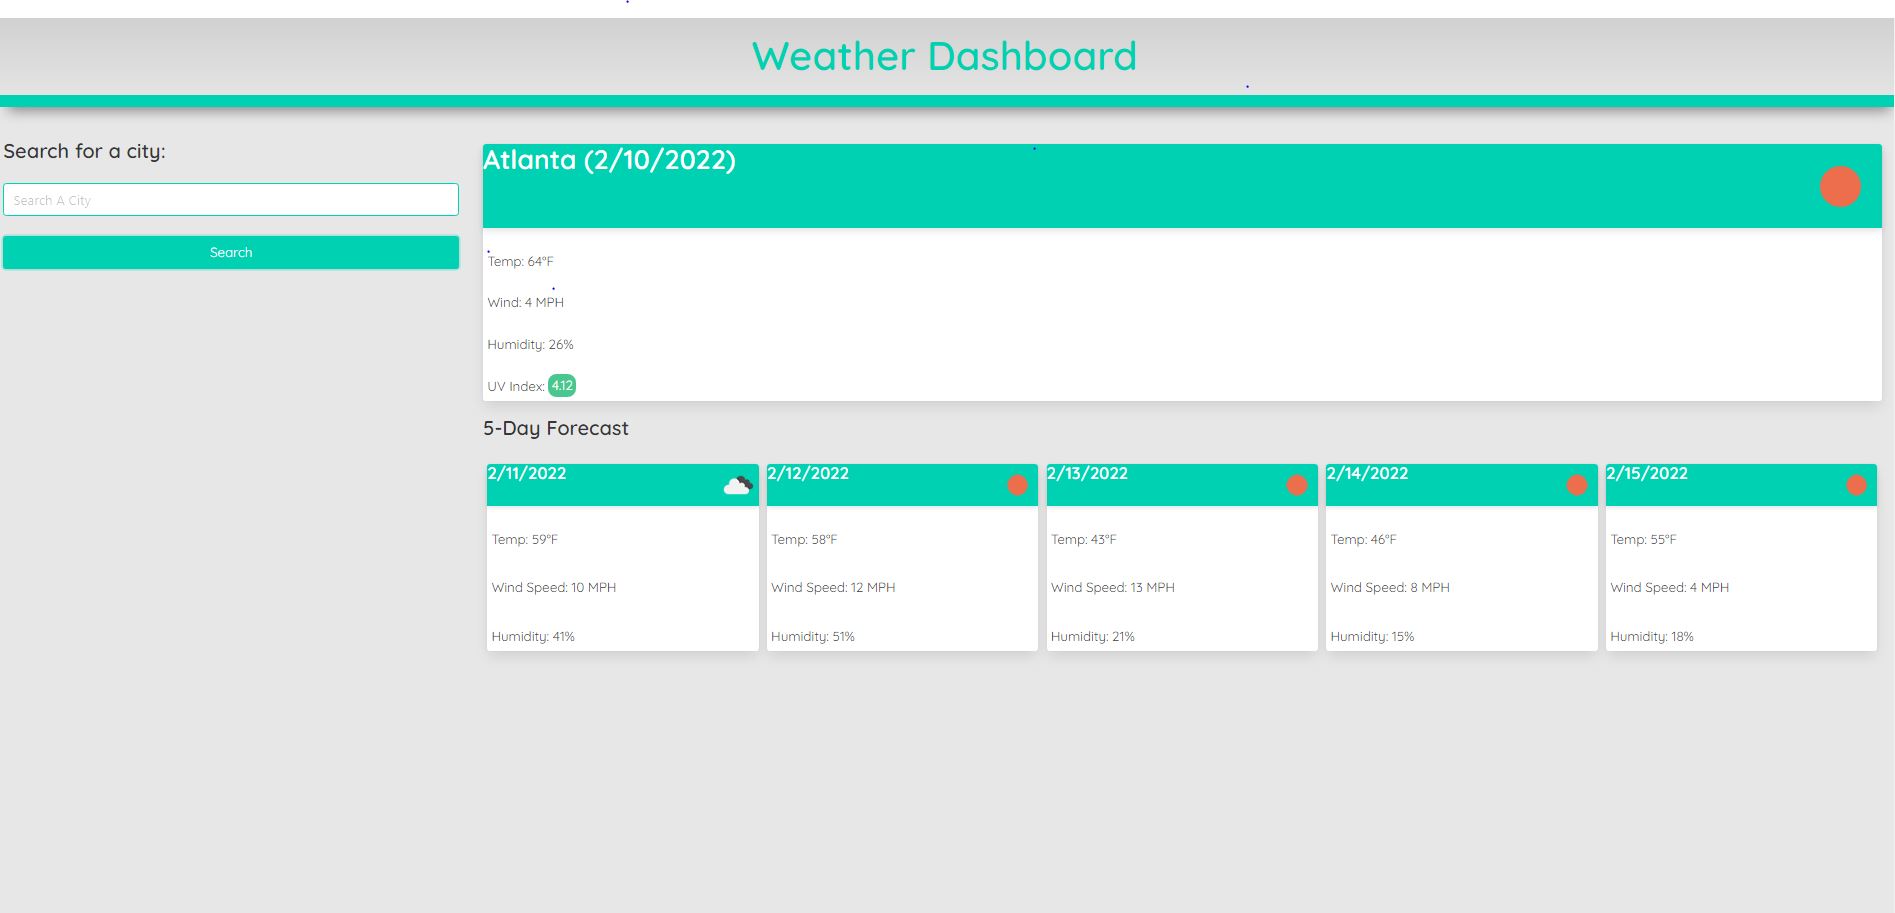 Weather Dashboard
Search for a city:
Search A City
Search
Atlanta (2/10/2022)
Temp: 64°F
Wind: 4 MPH
Humidity: 26%
UV Index: 4.12
5-Day Forecast
2/11/2022
Temp: 59°F
Wind Speed: 10 MPH
Humidity: 41%
2/12/2022
Temp: 58°F
Wind Speed: 12 MPH
Humidity: 51%
2/13/2022
Temp: 43°F
Wind Speed: 13 MPH
Humidity: 21%
2/14/2022
Temp: 46°F
Wind Speed: 8 MPH
Humidity: 15%
2/15/2022
Temp: 55°F
Wind Speed: 4 MPH
Humidity: 18%